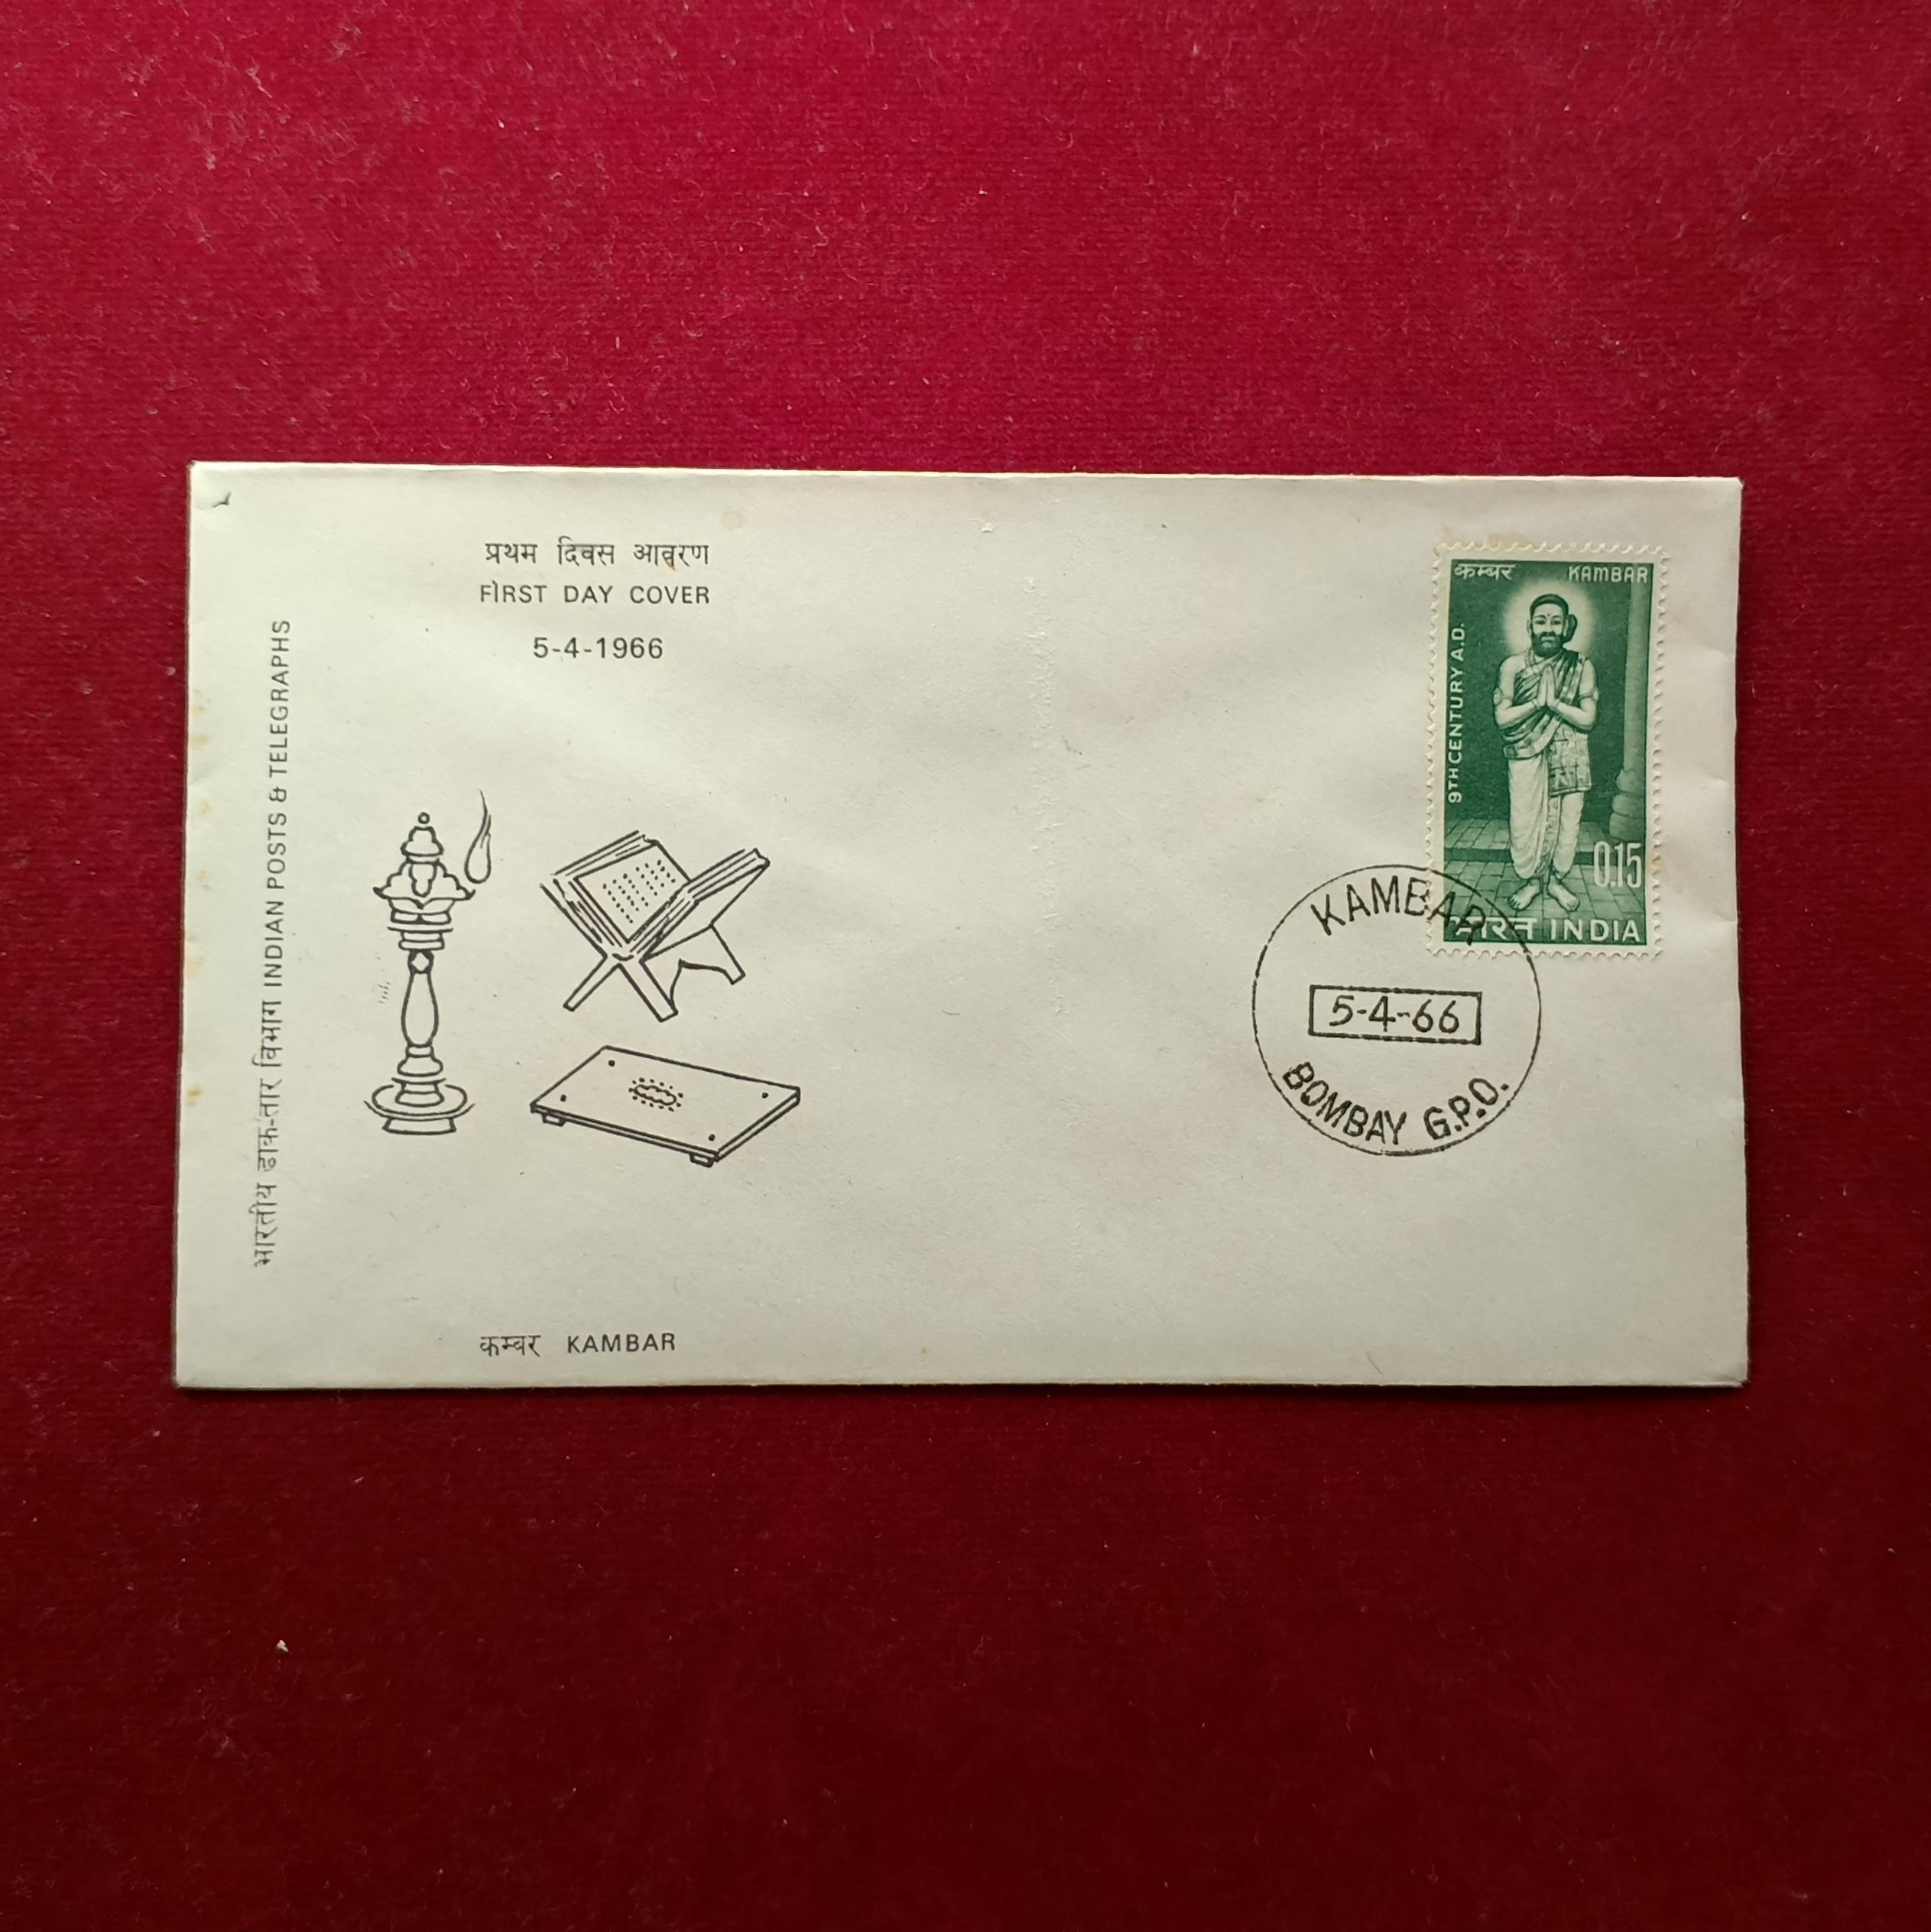 प्रथम दिवस आवरण
FIRST DAY COVER
5-4-1966
भारतीय डाक-तार विभाग INDIAN POSTS & TELEGRAPHS
कम्बर KAMBAR
9TH CENTURY A.D.
0.15
भारत INDIA
KAMBAR
5-4-66
BOMBAY G.P.O.
कम्बर KAMBAR